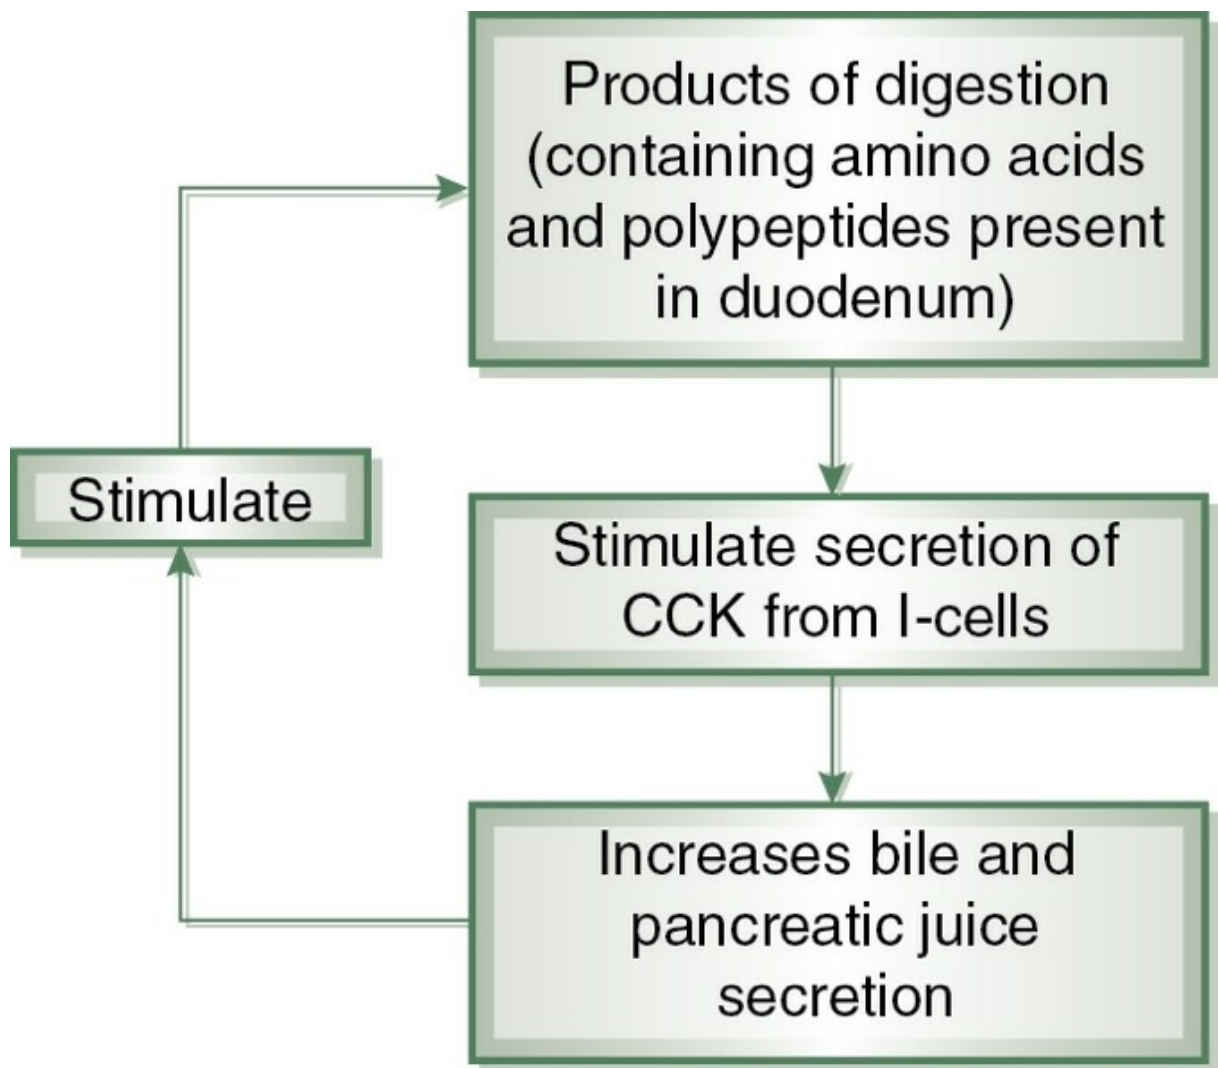 Products of digestion
(containing amino acids
and polypeptides present
in duodenum)
Stimulate
Stimulate secretion of
CCK from I-cells
Increases bile and
pancreatic juice
secretion